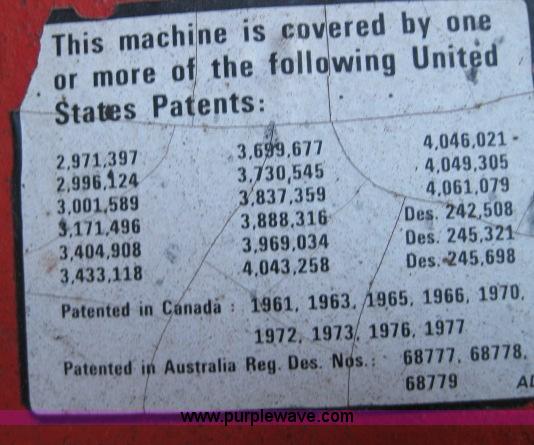 This machine is covered by one
or more of the following United
States Patents:
2,971,397 3,699,677 4,046,021
2,996,124 3,730,545 4,049,305
3,001,589 3,837,359 4,061,079
3,171,496 3,888,316 Des. 242,508
3,404,908 3,969,034 Des. 245,321
3,433,118 4,043,258 Des. 245,698
Patented in Canada : 1961, 1963, 1965, 1966, 1970,
1972, 1973, 1976, 1977
Patented in Australia Reg. Des. Nos.: 68777, 68778,
68779
www.purplewave.com